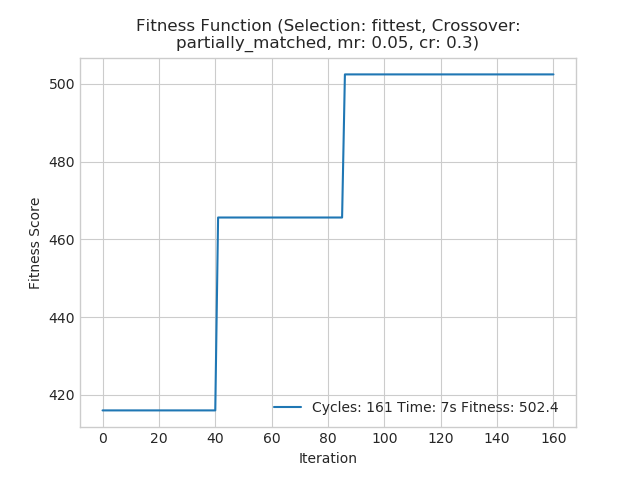 Fitness Function (Selection: fittest, Crossover:
partially_matched, mr: 0.05, cr: 0.3)
500
480
460
440
420
Fitness Score
Cycles: 161 Time: 7s Fitness: 502.4
0 20 40 60 80 100 120 140 160
Iteration